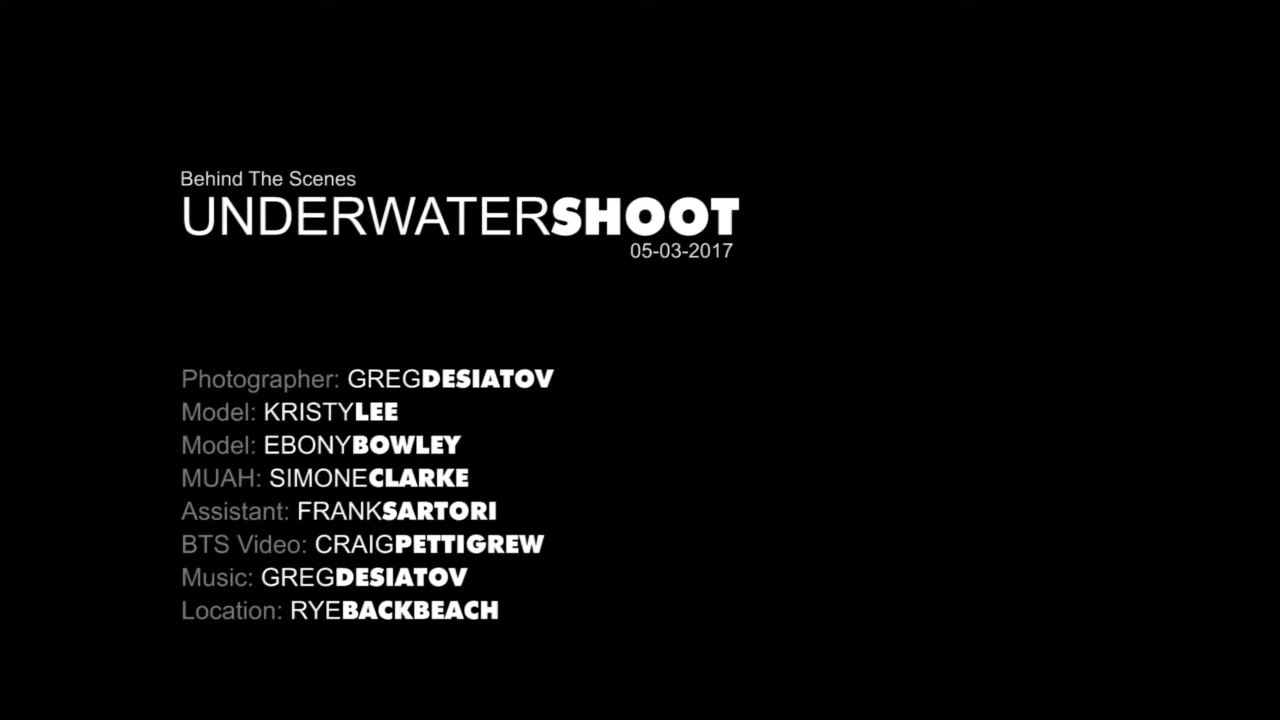 Behind The Scenes
UNDERWATERSHOOT
05-03-2017
Photographer: GREGDESIATOV
Model: KRISTYLEE
Model: EBONYBOWLEY
MUAH: SIMONECLARKE
Assistant: FRANKSARTORI
BTS Video: CRAIGPETTIGREW
Music: GREGDESIATOV
Location: RYEBACKBEACH